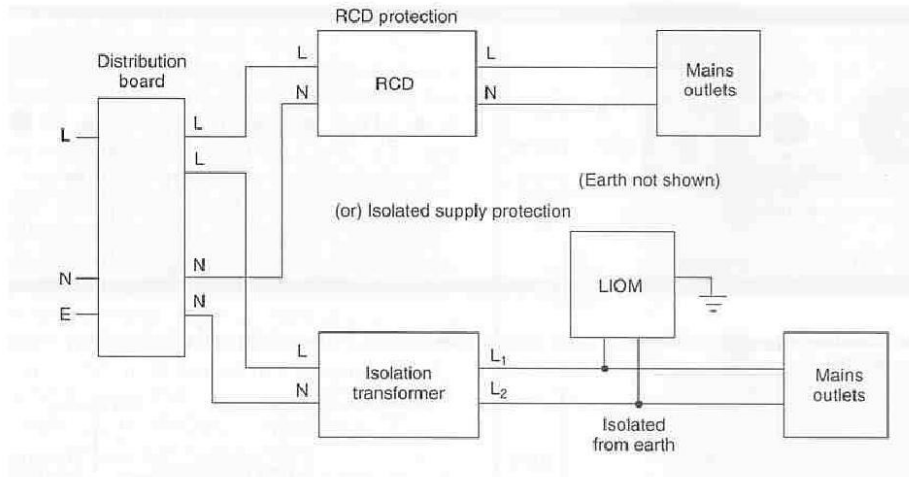 RCD protection
Distribution
board
L
N
RCD
L
N
Mains
outlets
L
L
L
(Earth not shown)
(or) Isolated supply protection
N
N
E
N
LIOM
L
N
Isolation
transformer
L1
L2
Mains
outlets
Isolated
from earth